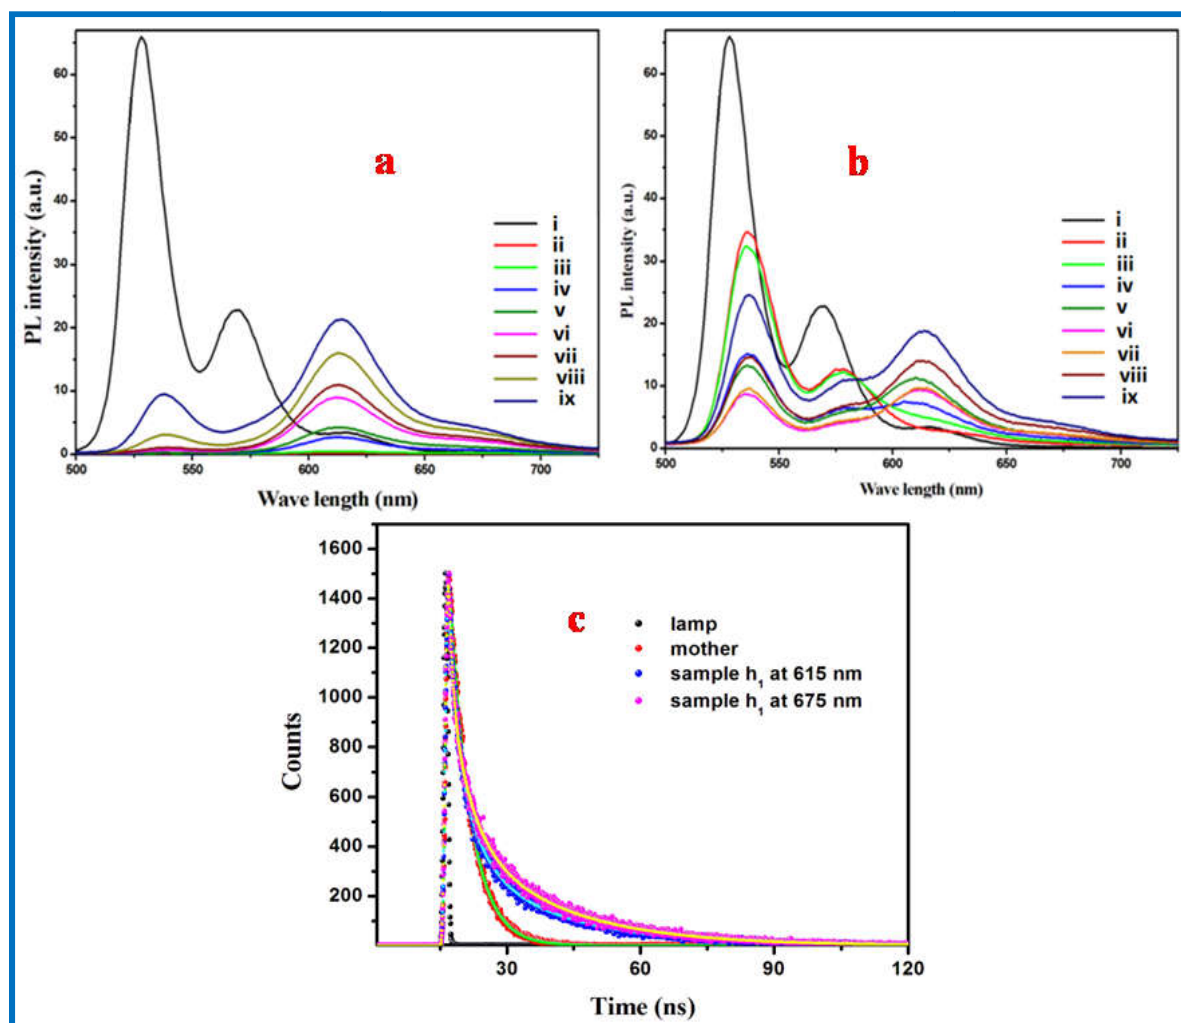 a
PL intensity (a.u.)
60
50
40
30
20
10
0
500
550
600
650
700
Wave length (nm)
i
ii
iii
iv
v
vi
vii
viii
ix
b
PL intensity (a.u.)
60
50
40
30
20
10
0
500
550
600
650
700
Wave length (nm)
i
ii
iii
iv
v
vi
vii
viii
ix
c
Counts
1600
1400
1200
1000
800
600
400
200
30
60
90
120
Time (ns)
lamp
mother
sample h₁ at 615 nm
sample h₁ at 675 nm